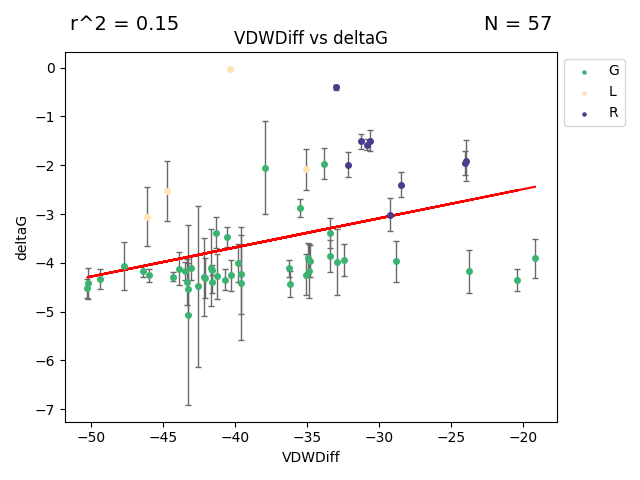 r^2 = 0.15
N = 57
VDWDiff vs deltaG
G
L
R
0
−1
−2
−3
−4
−5
−6
−7
deltaG
−50
−45
−40
−35
−30
−25
−20
VDWDiff